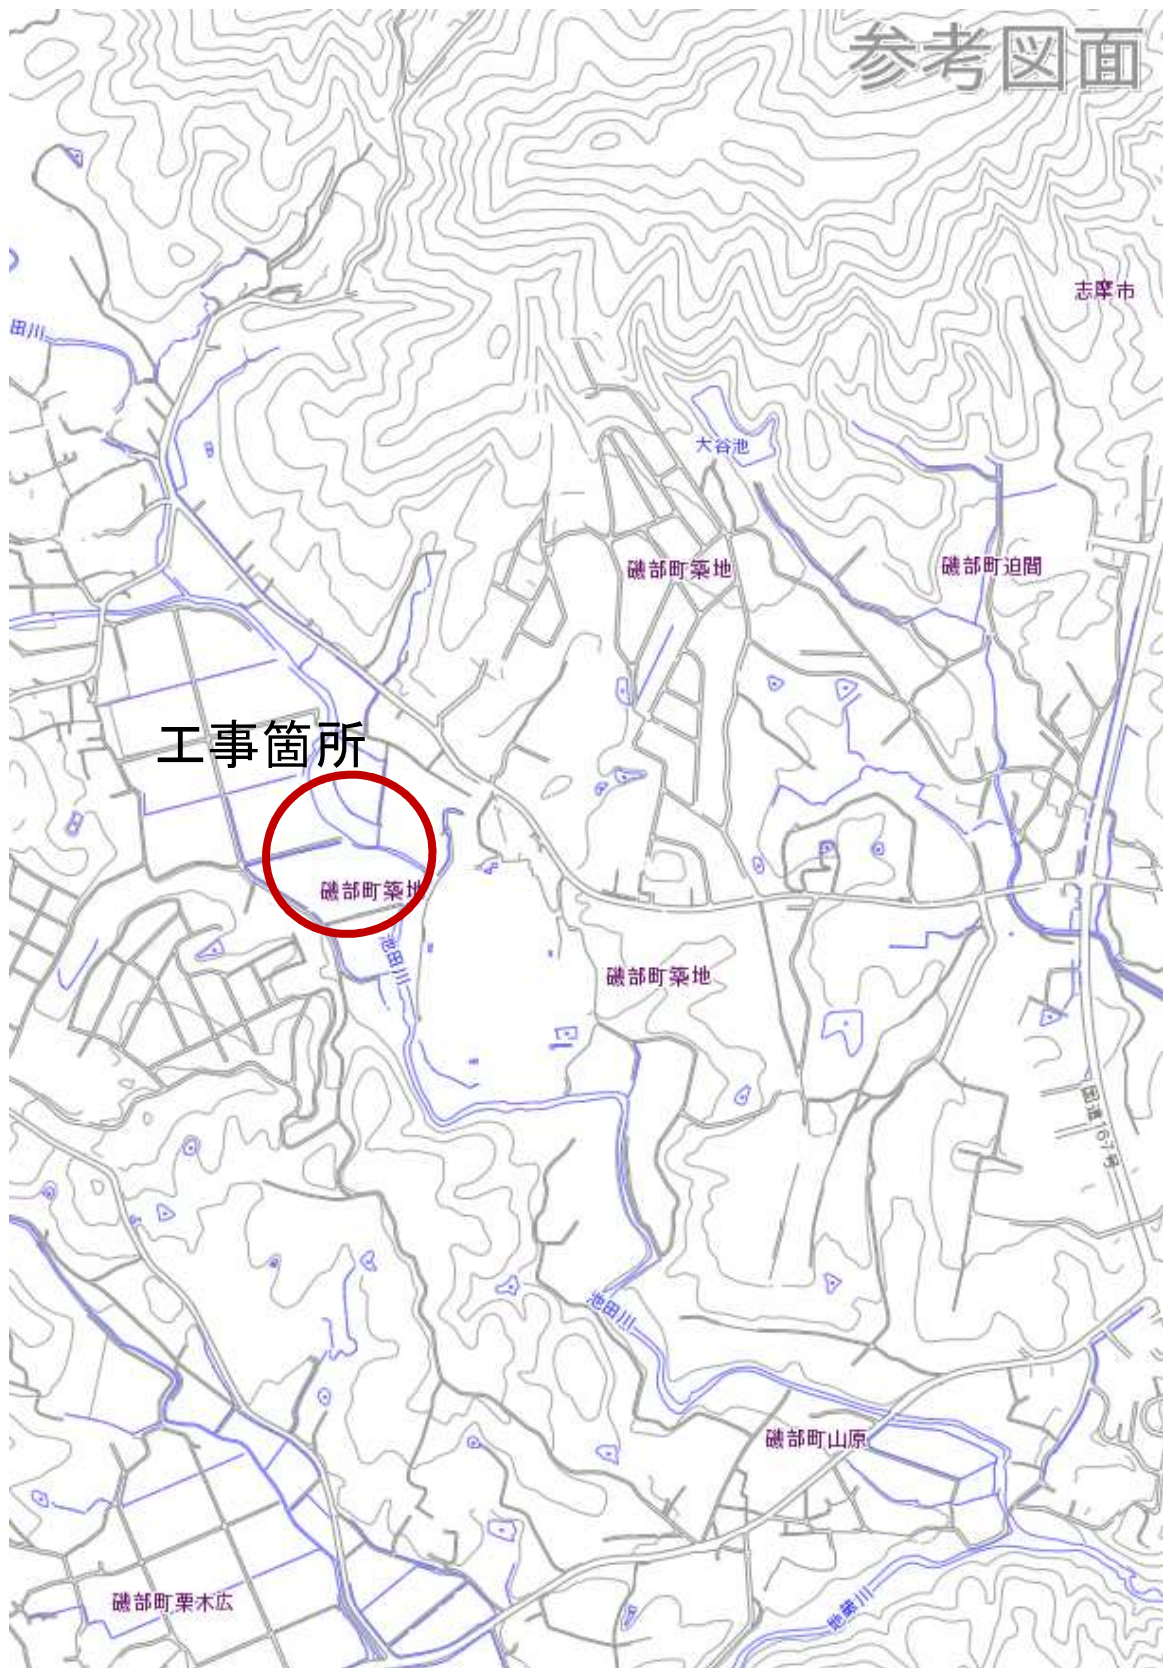 参考図面
志摩市
田川
大谷池
磯部町築地
磯部町迫間
工事箇所
磯部町築地
池田川
磯部町築地
国道167号
池田川
磯部町山原
磯部町栗木広